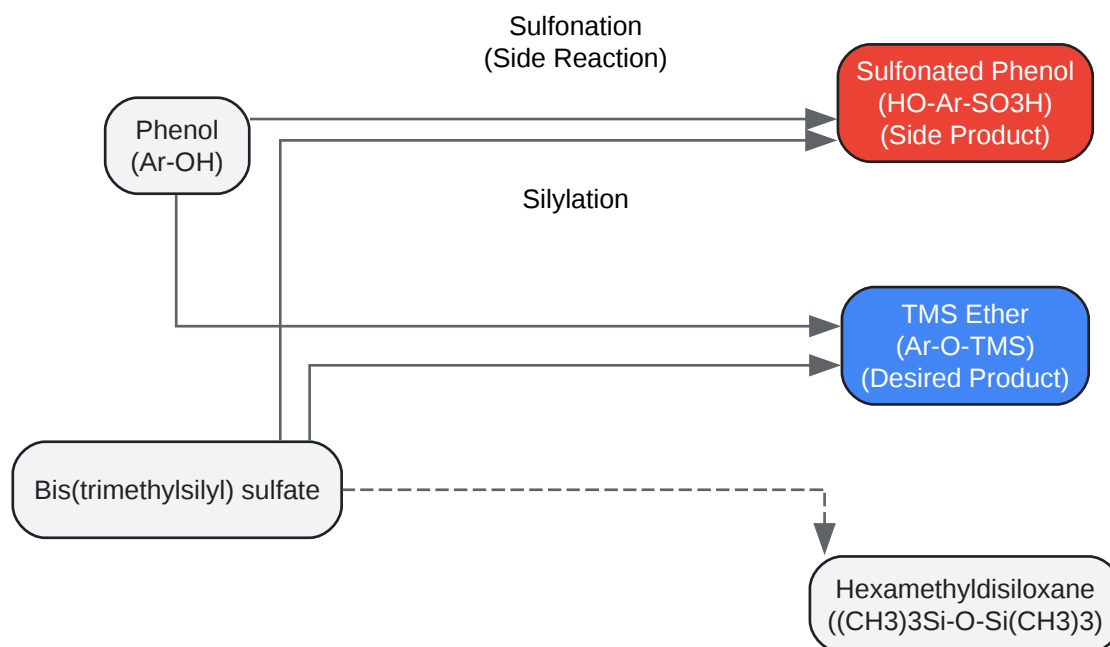 Sulfonation
(Side Reaction)
Sulfonated Phenol
(HO-Ar-SO3H)
(Side Product)
Phenol
(Ar-OH)
Silylation
TMS Ether
(Ar-O-TMS)
(Desired Product)
Bis(trimethylsilyl) sulfate
Hexamethyldisiloxane
((CH3)3Si-O-Si(CH3)3)